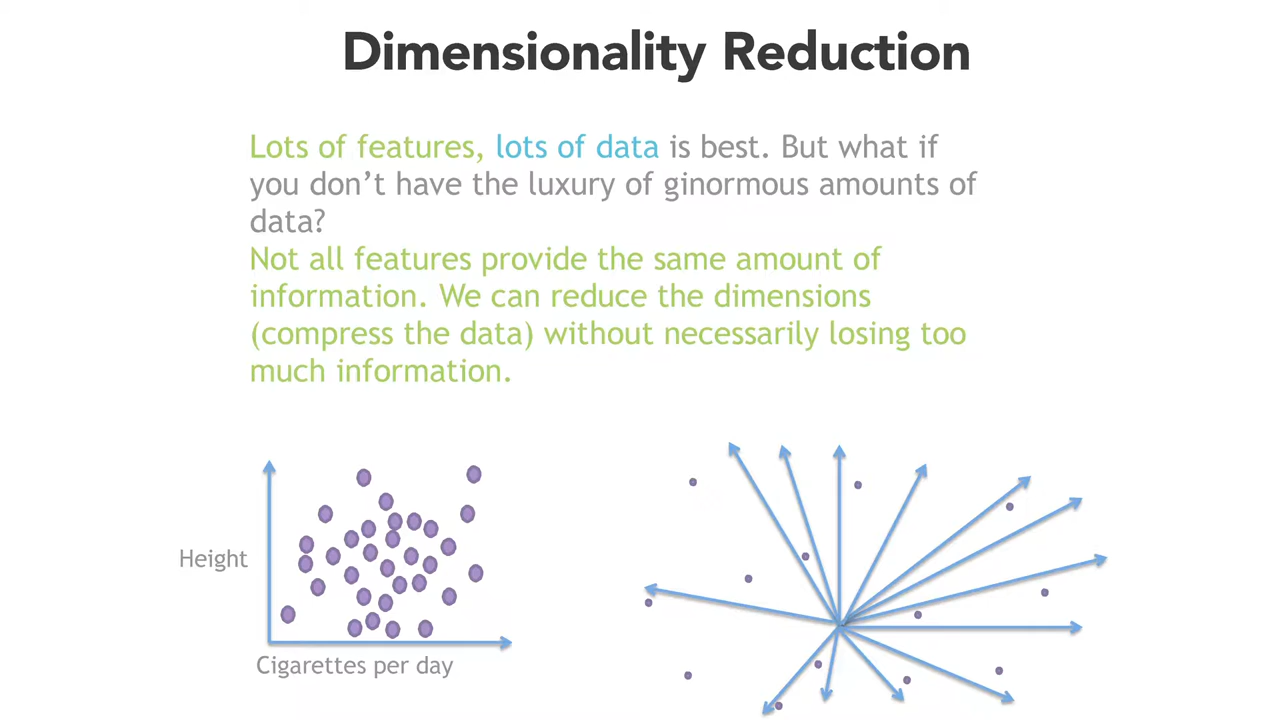 Dimensionality Reduction
Lots of features, lots of data is best. But what if
you don’t have the luxury of ginormous amounts of
data?
Not all features provide the same amount of
information. We can reduce the dimensions
(compress the data) without necessarily losing too
much information.
Height
Cigarettes per day